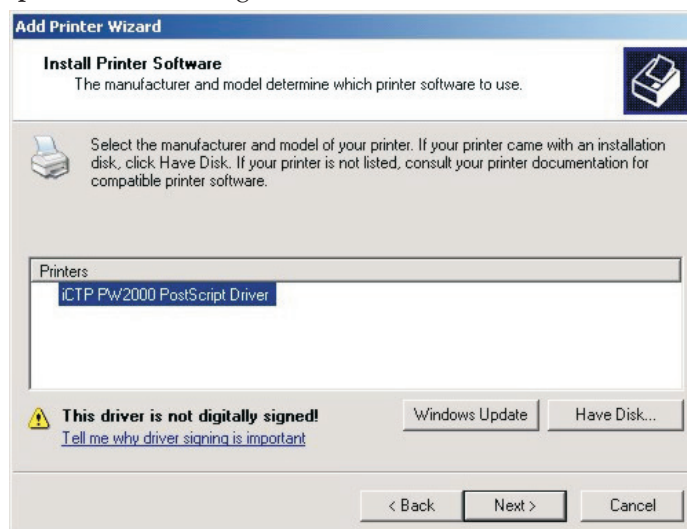 Add Printer Wizard
Install Printer Software
The manufacturer and model determine which printer software to use.
Select the manufacturer and model of your printer. If your printer came with an installation
disk, click Have Disk. If your printer is not listed, consult your printer documentation for
compatible printer software.
Printers
iCTP PW2000 PostScript Driver
This driver is not digitally signed!
Tell me why driver signing is important
Windows Update
Have Disk...
< Back
Next >
Cancel